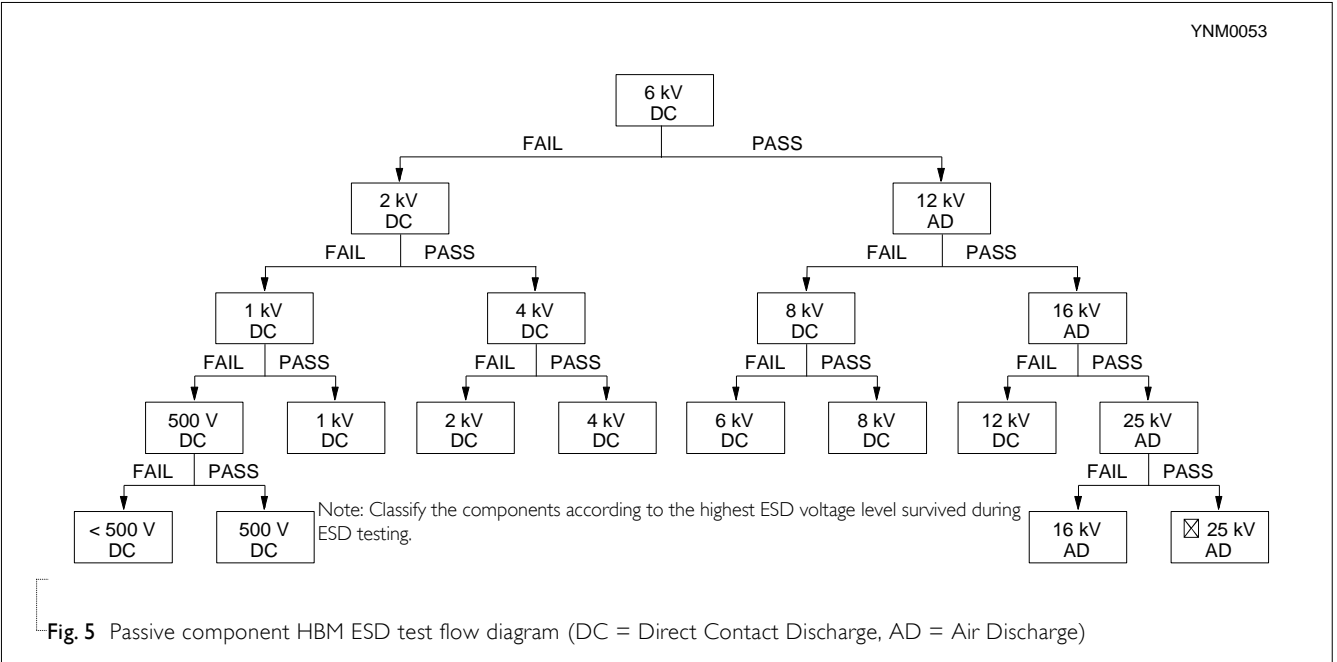 YNM0053
6 kV
DC
FAIL PASS
2 kV
DC
12 kV
AD
FAIL PASS
FAIL PASS
1 kV
DC
4 kV
DC
8 kV
DC
16 kV
AD
FAIL PASS
FAIL PASS
FAIL PASS
FAIL PASS
500 V
DC
1 kV
DC
2 kV
DC
4 kV
DC
6 kV
DC
8 kV
DC
12 kV
DC
25 kV
AD
FAIL PASS
FAIL PASS
< 500 V
DC
500 V
DC
Note: Classify the components according to the highest ESD voltage level survived during
ESD testing.
16 kV
AD
☒ 25 kV
AD
Fig. 5 Passive component HBM ESD test flow diagram (DC = Direct Contact Discharge, AD = Air Discharge)